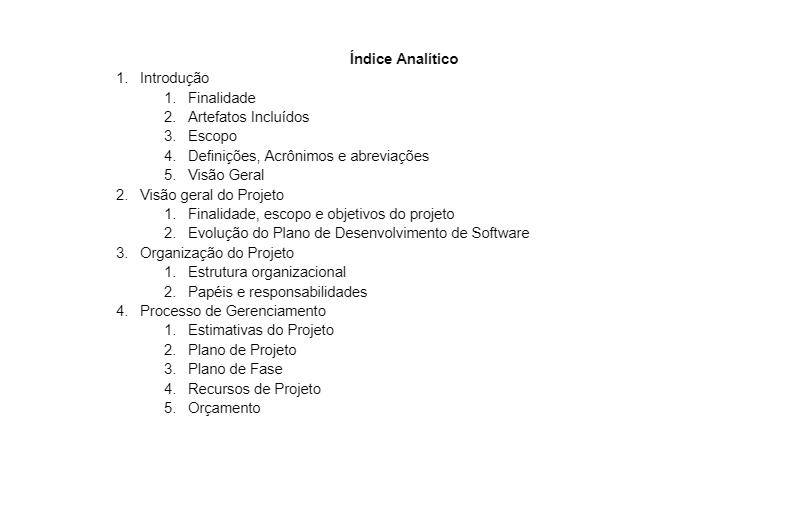 Índice Analítico
1. Introdução
1. Finalidade
2. Artefatos Incluídos
3. Escopo
4. Definições, Acrônimos e abreviações
5. Visão Geral
2. Visão geral do Projeto
1. Finalidade, escopo e objetivos do projeto
2. Evolução do Plano de Desenvolvimento de Software
3. Organização do Projeto
1. Estrutura organizacional
2. Papéis e responsabilidades
4. Processo de Gerenciamento
1. Estimativas do Projeto
2. Plano de Projeto
3. Plano de Fase
4. Recursos de Projeto
5. Orçamento